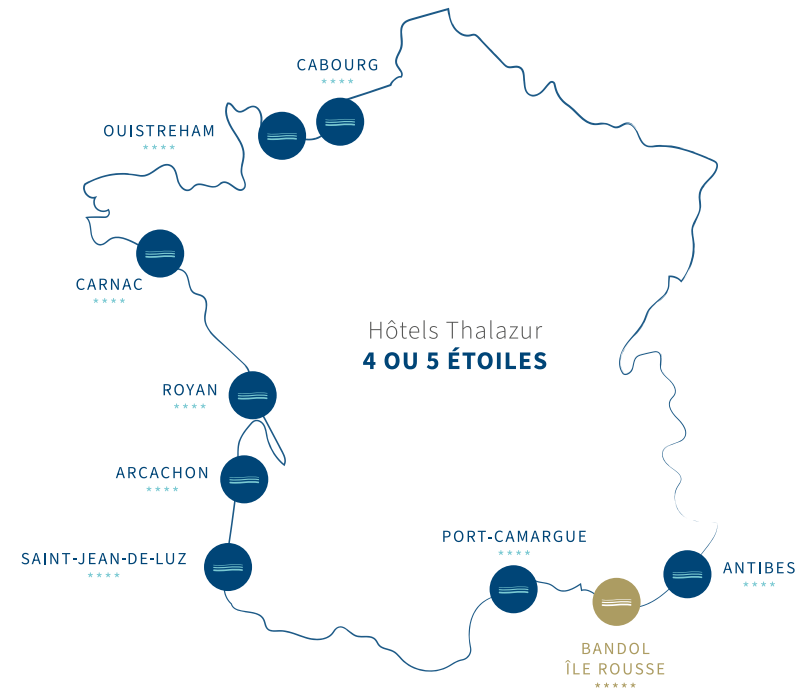 CABOURG
****
OUISTREHAM
****
CARNAC
****
Hôtels Thalazur
4 OU 5 ÉTOILES
ROYAN
****
ARCACHON
****
SAINT-JEAN-DE-LUZ
****
PORT-CAMARGUE
****
ANTIBES
****
BANDOL
ÎLE ROUSSE
*****